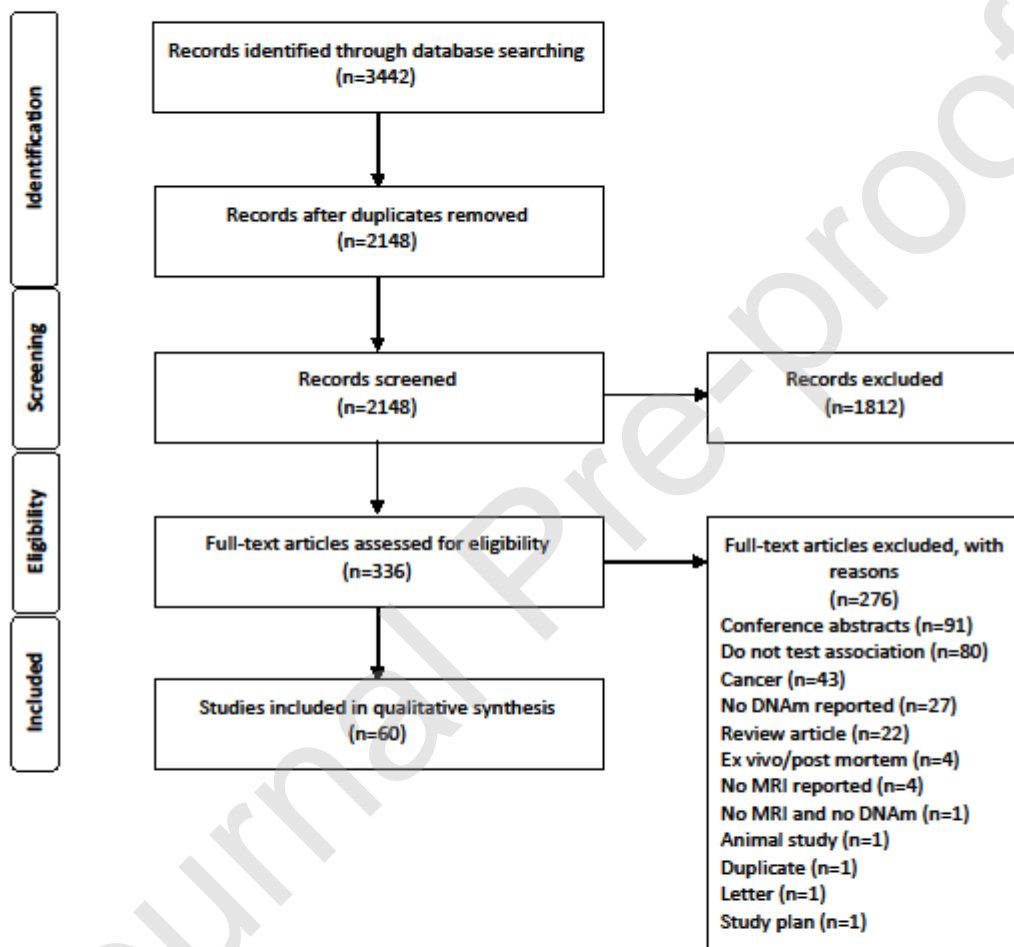 Identification
Records identified through database searching
(n=3442)
Records after duplicates removed
(n=2148)
Screening
Records screened
(n=2148)
Records excluded
(n=1812)
Eligibility
Full-text articles assessed for eligibility
(n=336)
Full-text articles excluded, with
reasons
(n=276)
Conference abstracts (n=91)
Do not test association (n=80)
Cancer (n=43)
No DNAm reported (n=27)
Review article (n=22)
Ex vivo/post mortem (n=4)
No MRI reported (n=4)
No MRI and no DNAm (n=1)
Animal study (n=1)
Duplicate (n=1)
Letter (n=1)
Study plan (n=1)
Included
Studies included in qualitative synthesis
(n=60)
ournal Pre-proof